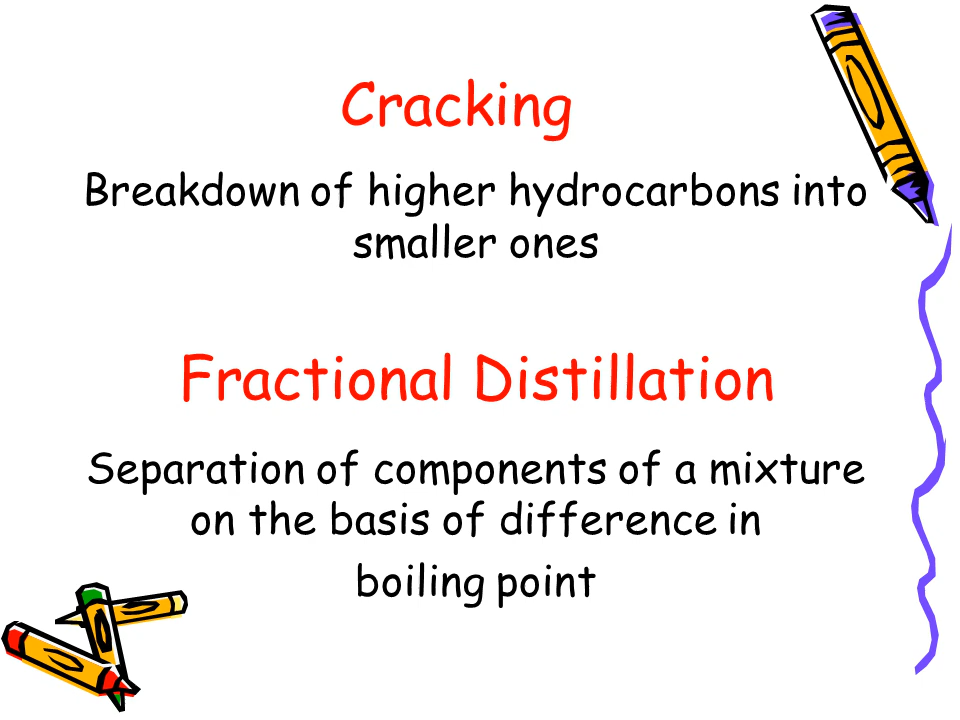 Cracking
Breakdown of higher hydrocarbons into
smaller ones
Fractional Distillation
Separation of components of a mixture
on the basis of difference in
boiling point